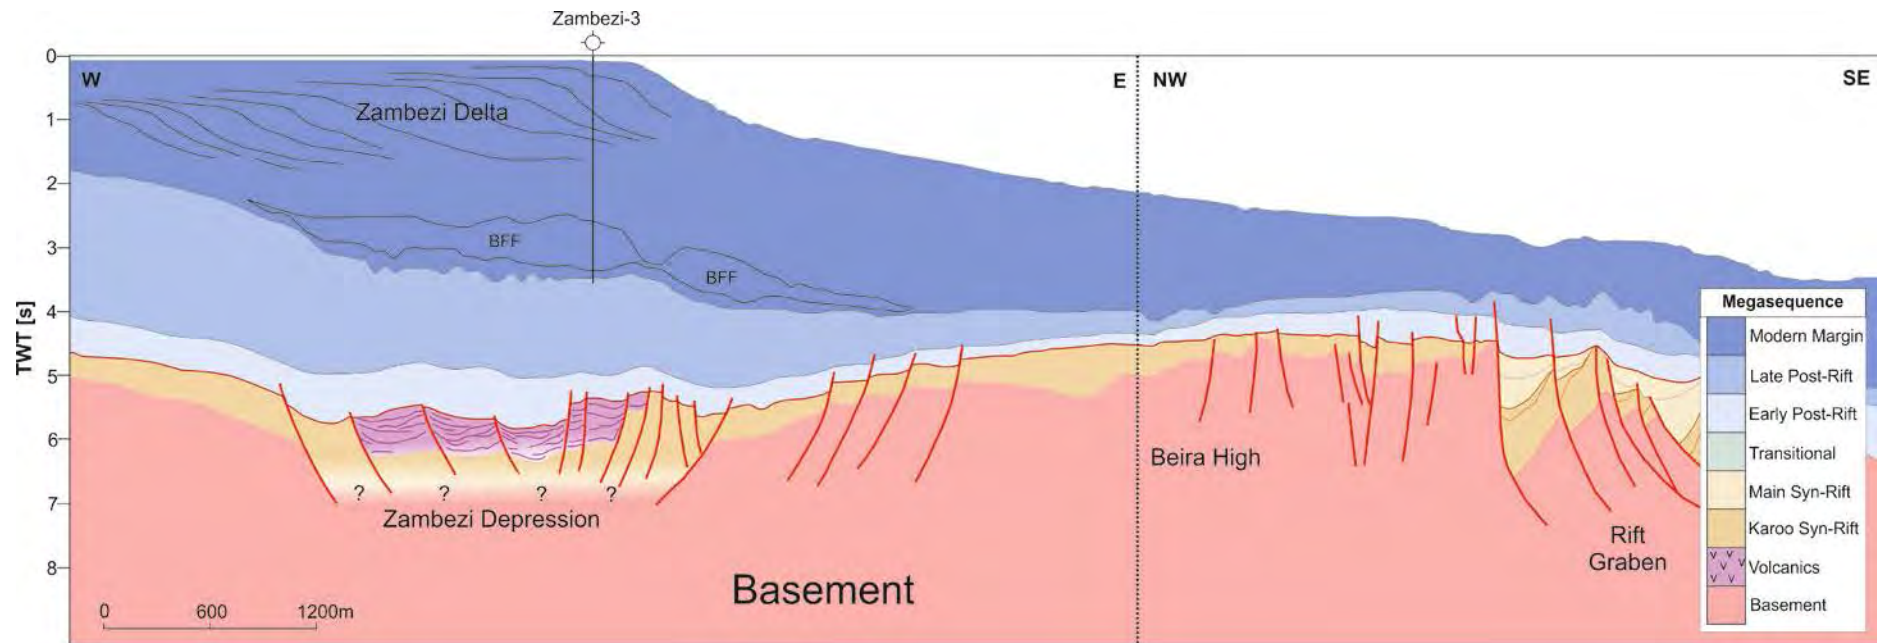 Zambezi-3
0
W
E
NW
SE
Zambezi Delta
1
2
3
BFF
BFF
4
TWT [s]
5
6
7
8
? ? ? ?
Zambezi Depression
Beira High
Rift
Graben
Basement
0 600 1200m
Megasequence
Modern Margin
Late Post-Rift
Early Post-Rift
Transitional
Main Syn-Rift
Karoo Syn-Rift
Volcanics
Basement